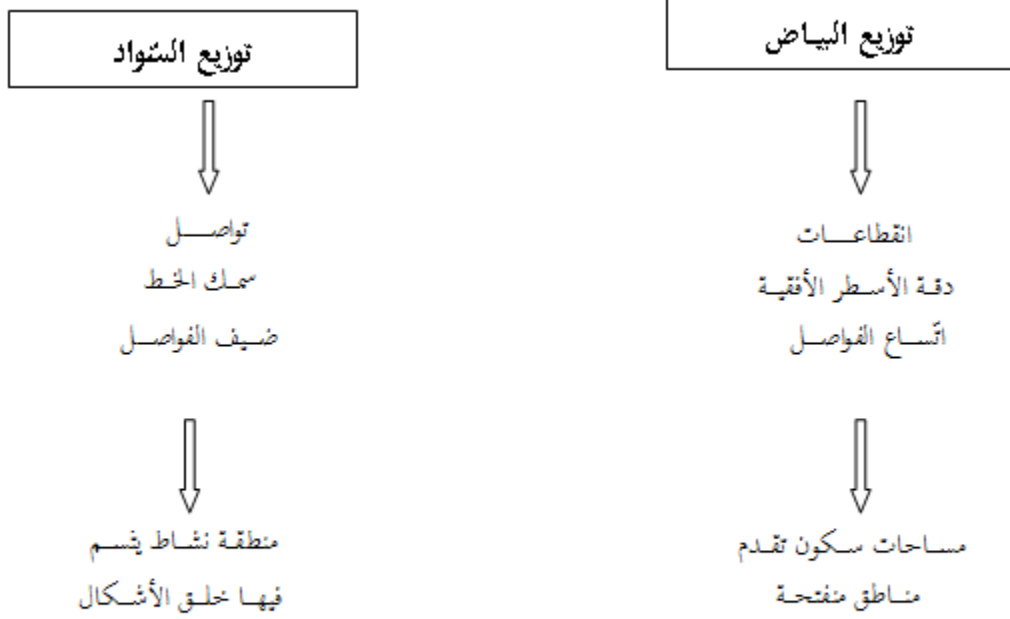 توزيع البياض
انقطاعات
دقة الأسطر الأفقية
اتّساع الفواصل
مساحات سكون تقدم
مناطق منفتحة
توزيع السّواد
تواصل
سمك الخط
ضيف الفواصل
منطقة نشاط يفسم
فيها خلق الأشكال